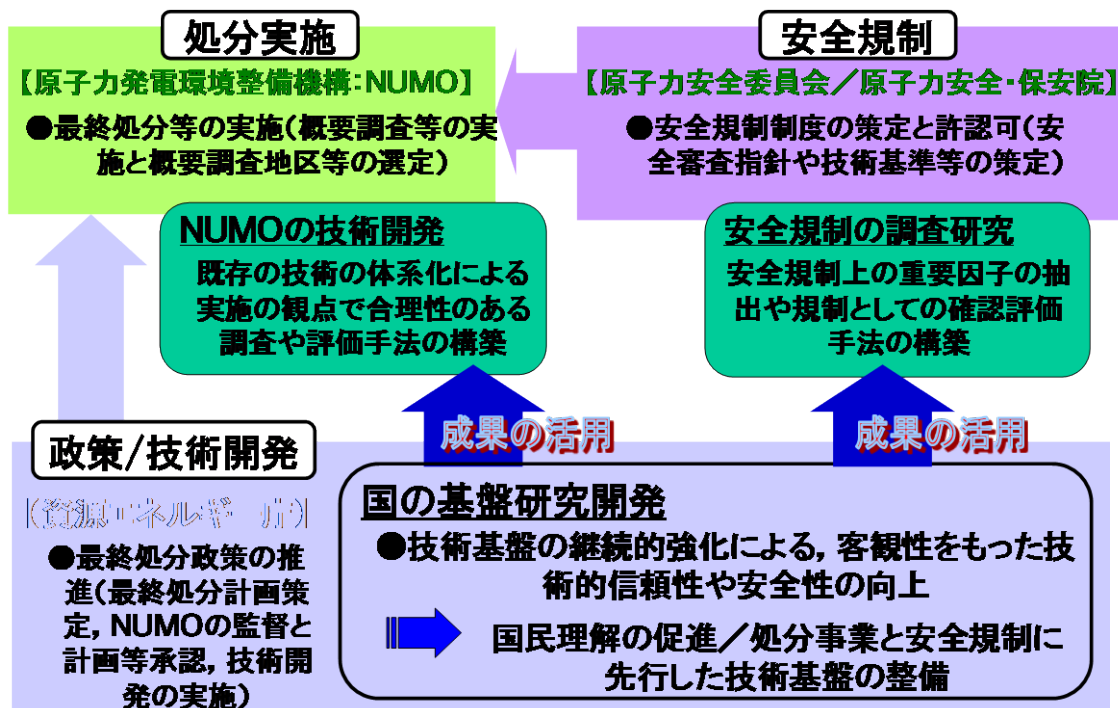 処分実施
【原子力発電環境整備機構:NUMO】
●最終処分等の実施(概要調査等の実
施と概要調査地区等の選定)
安全規制
【原子力安全委員会/原子力安全・保安院】
●安全規制制度の策定と許認可(安
全審査指針や技術基準等の策定)
NUMOの技術開発
既存の技術の体系化による
実施の観点で合理性のある
調査や評価手法の構築
安全規制の調査研究
安全規制上の重要因子の抽
出や規制としての確認評価
手法の構築
成果の活用
成果の活用
政策/技術開発
【資源エネルギー庁】
●最終処分政策の推
進(最終処分計画策
定,NUMOの監督と
計画等承認,技術開
発の実施)
国の基盤研究開発
●技術基盤の継続的強化による,客観性をもった技
術的信頼性や安全性の向上
国民理解の促進/処分事業と安全規制に
先行した技術基盤の整備